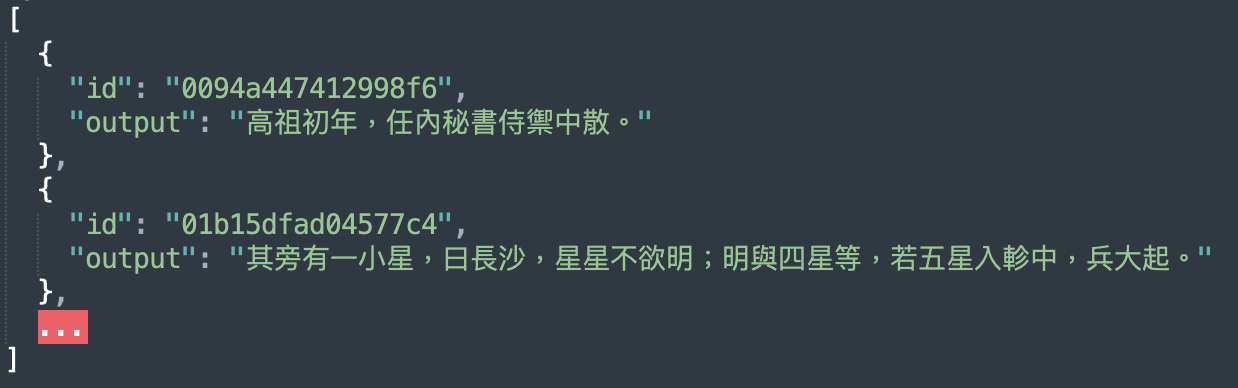 [
{
"id": "0094a447412998f6",
"output": "高祖初年，任內秘書侍禦中散。"
},
{
"id": "01b15dfad04577c4",
"output": "其旁有一小星，曰長沙，星星不欲明；明與四星等，若五星入軫中，兵大起。"
},
...
]